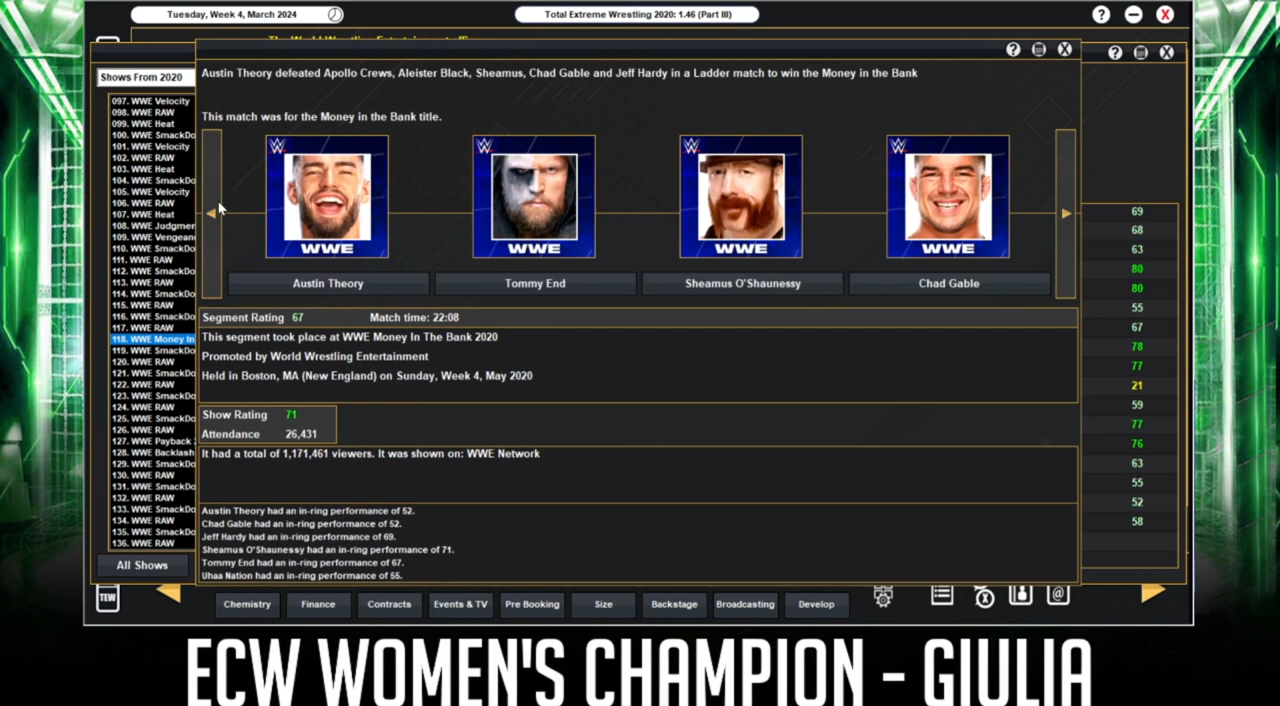 Tuesday, Week 4, March 2024
Total Extreme Wrestling 2020: 1.46 (Part III)
Shows From 2020
Austin Theory defeated Apollo Crews, Aleister Black, Sheamus, Chad Gable and Jeff Hardy in a Ladder match to win the Money in the Bank
This match was for the Money in the Bank title.
097. WWE Velocity
098. WWE RAW
099. WWE Heat
100. WWE SmackDo
101. WWE Velocity
102. WWE RAW
103. WWE Heat
104. WWE SmackDo
105. WWE Velocity
106. WWE RAW
107. WWE Heat
108. WWE Judgmen
109. WWE Vengean
110. WWE SmackDo
111. WWE RAW
112. WWE SmackDo
113. WWE RAW
114. WWE SmackDo
115. WWE RAW
116. WWE SmackDo
117. WWE RAW
118. WWE Money In
119. WWE SmackDo
120. WWE RAW
121. WWE SmackDo
122. WWE RAW
123. WWE SmackDo
124. WWE RAW
125. WWE SmackDo
126. WWE RAW
127. WWE Payback
128. WWE Backlash
129. WWE SmackDo
130. WWE RAW
131. WWE SmackDo
132. WWE RAW
133. WWE SmackDo
134. WWE RAW
135. WWE SmackDo
136. WWE RAW
All Shows
WWE WWE WWE WWE
Austin Theory Tommy End Sheamus O'Shaunessy Chad Gable
Segment Rating 67 Match time: 22:08
This segment took place at WWE Money In The Bank 2020
Promoted by World Wrestling Entertainment
Held in Boston, MA (New England) on Sunday, Week 4, May 2020
Show Rating 71
Attendance 26,431
It had a total of 1,171,461 viewers. It was shown on: WWE Network
Austin Theory had an in-ring performance of 52.
Chad Gable had an in-ring performance of 52.
Jeff Hardy had an in-ring performance of 69.
Sheamus O'Shaunessy had an in-ring performance of 71.
Tommy End had an in-ring performance of 67.
Uhaa Nation had an in-ring performance of 55.
69
68
63
80
80
55
67
78
77
21
59
77
76
63
55
52
58
TEW
Chemistry Finance Contracts Events & TV Pre Booking Size Backstage Broadcasting Develop
ECW WOMEN'S CHAMPION - GIULIA